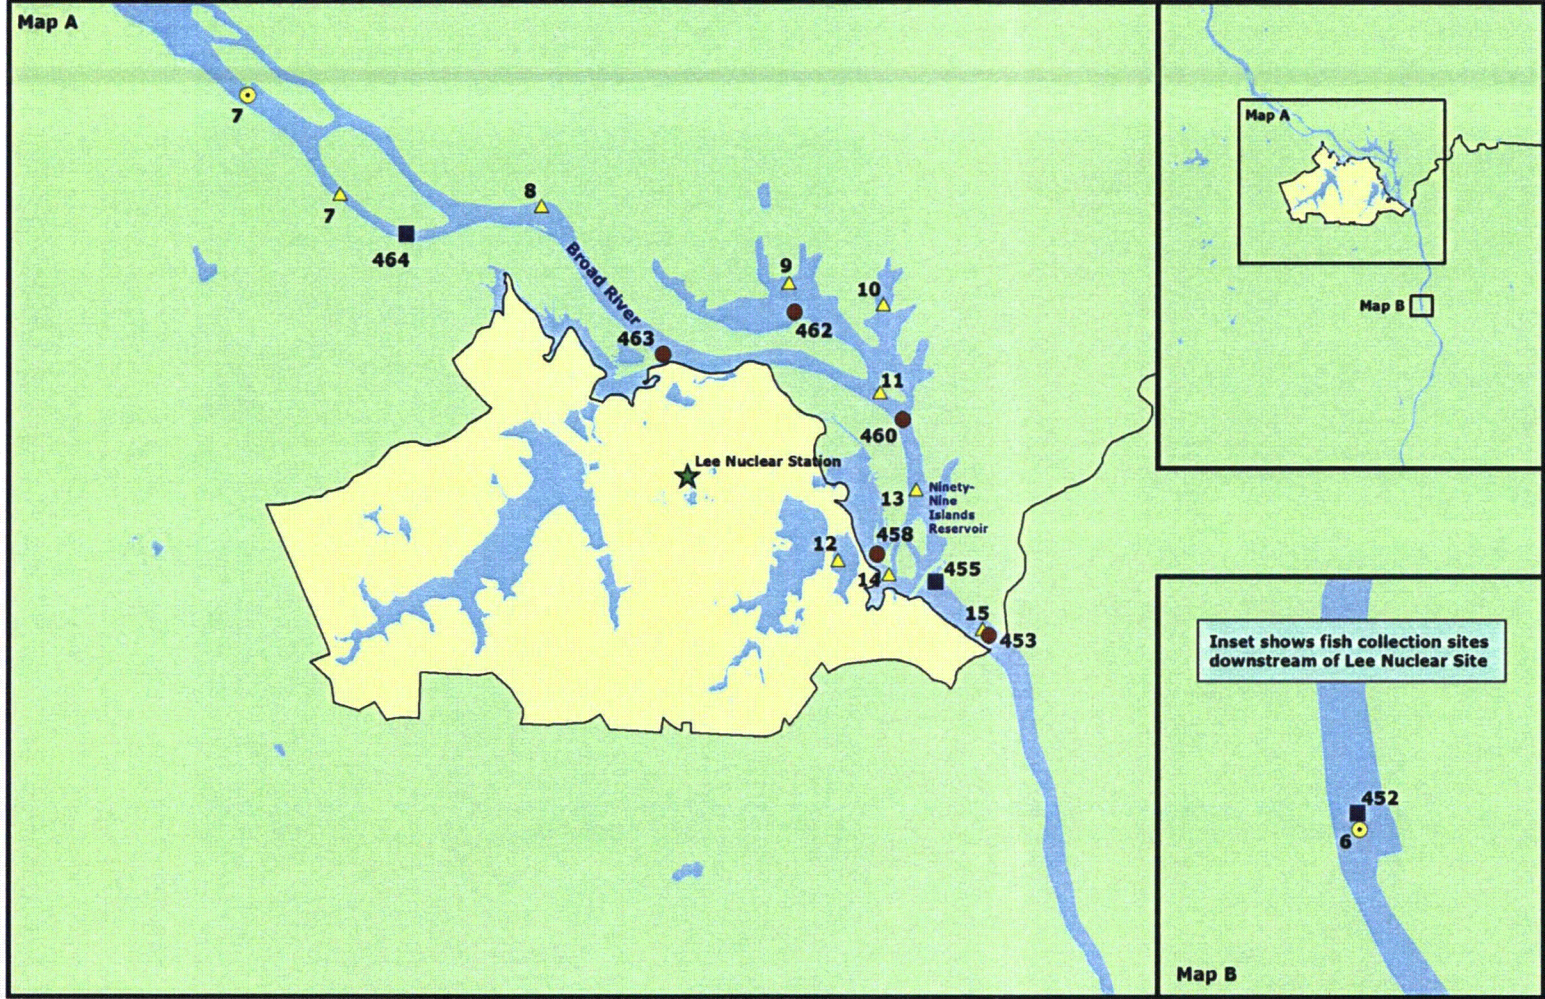 Map A
7
7
464
8
Broad River
463
9
462
10
11
460
Lee Nuclear Station
13
Ninety-
Nine
Islands
Reservoir
458
12
14
455
15
453
Map A
Map B
Inset shows fish collection sites
downstream of Lee Nuclear Site
452
6
Map B